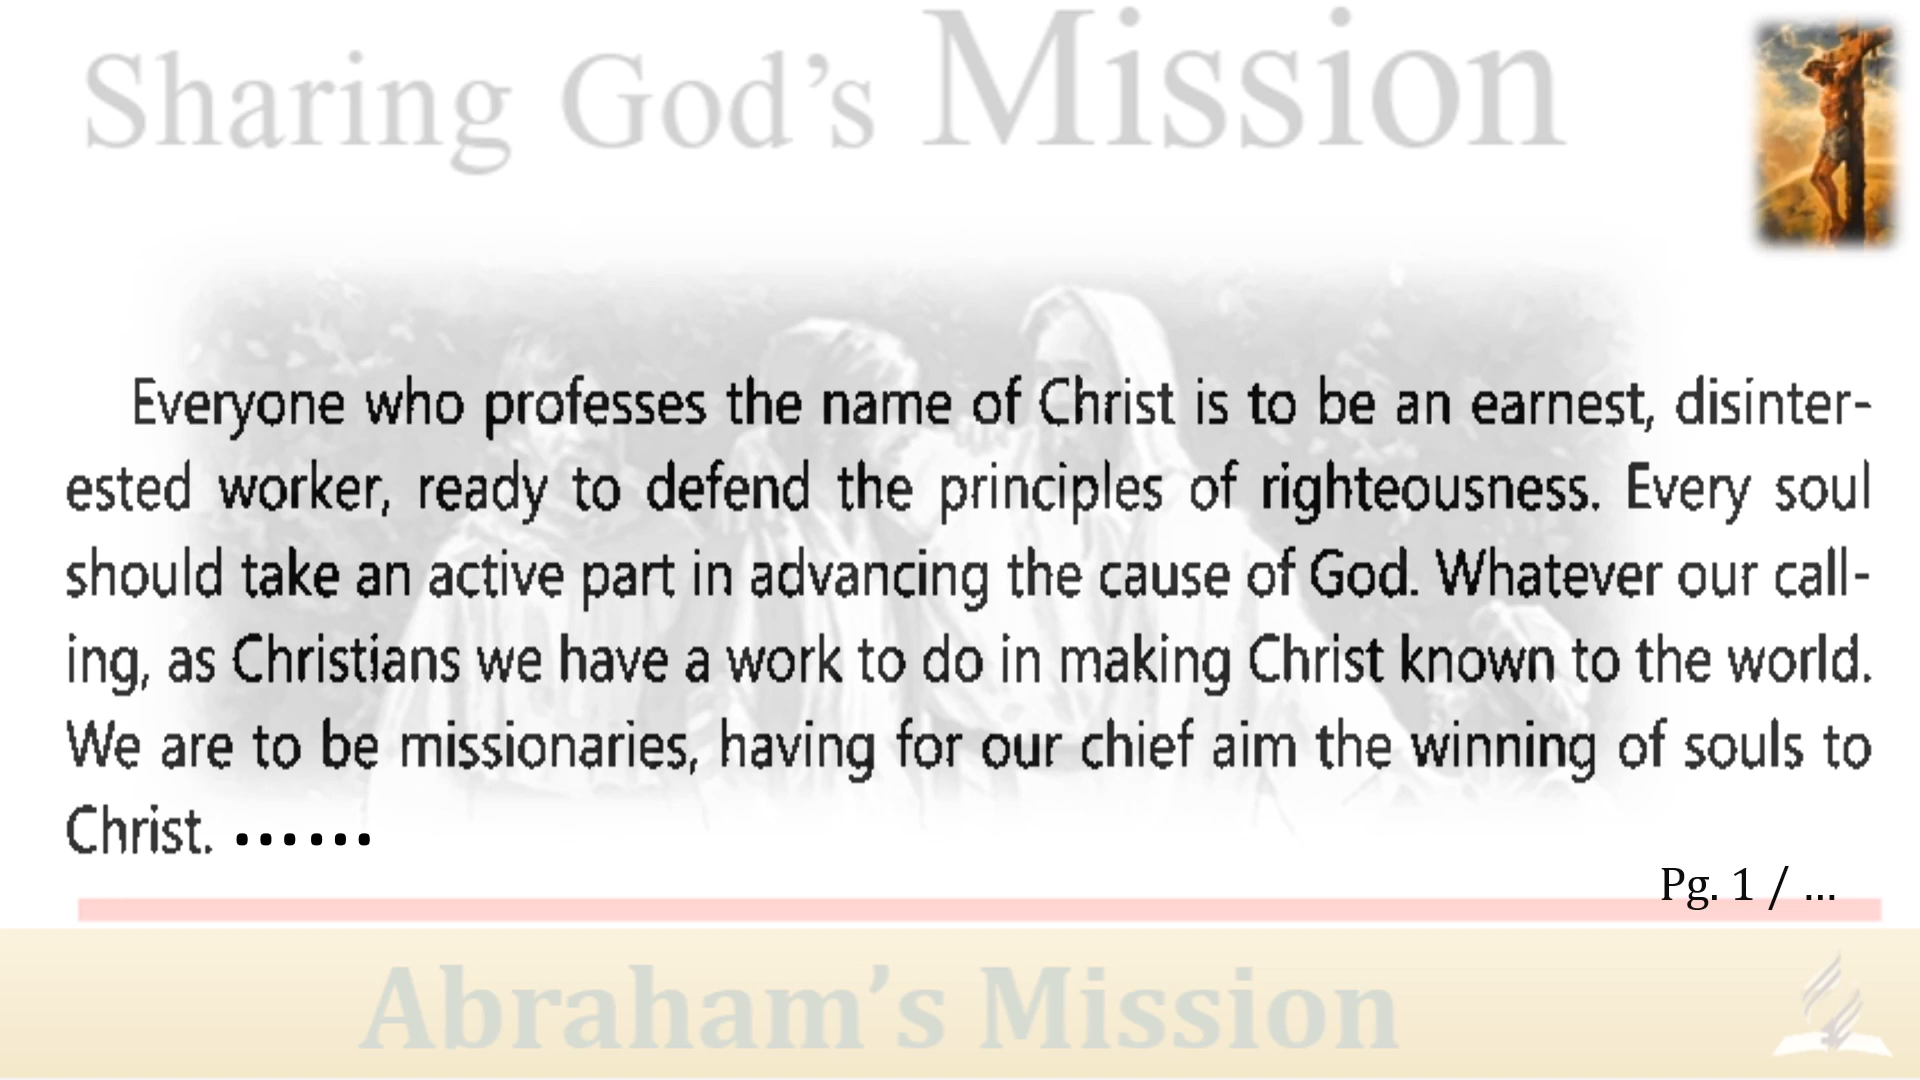 Sharing God’s Mission
Everyone who professes the name of Christ is to be an earnest, disinter-
ested worker, ready to defend the principles of righteousness. Every soul
should take an active part in advancing the cause of God. Whatever our call-
ing, as Christians we have a work to do in making Christ known to the world.
We are to be missionaries, having for our chief aim the winning of souls to
Christ. ......
Pg. 1 / ...
Abraham’s Mission